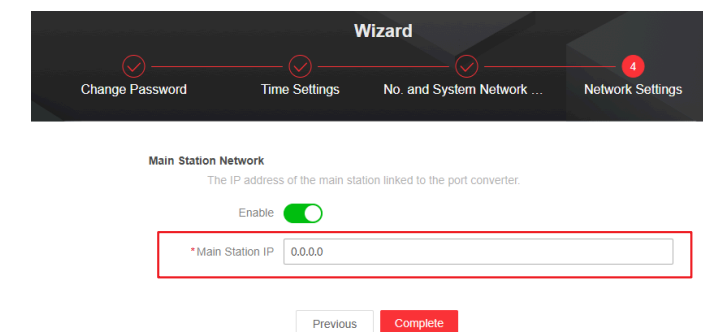 Wizard
4
Change Password Time Settings No. and System Network ... Network Settings
Main Station Network
The IP address of the main station linked to the port converter.
Enable
*Main Station IP 0.0.0.0
Previous Complete